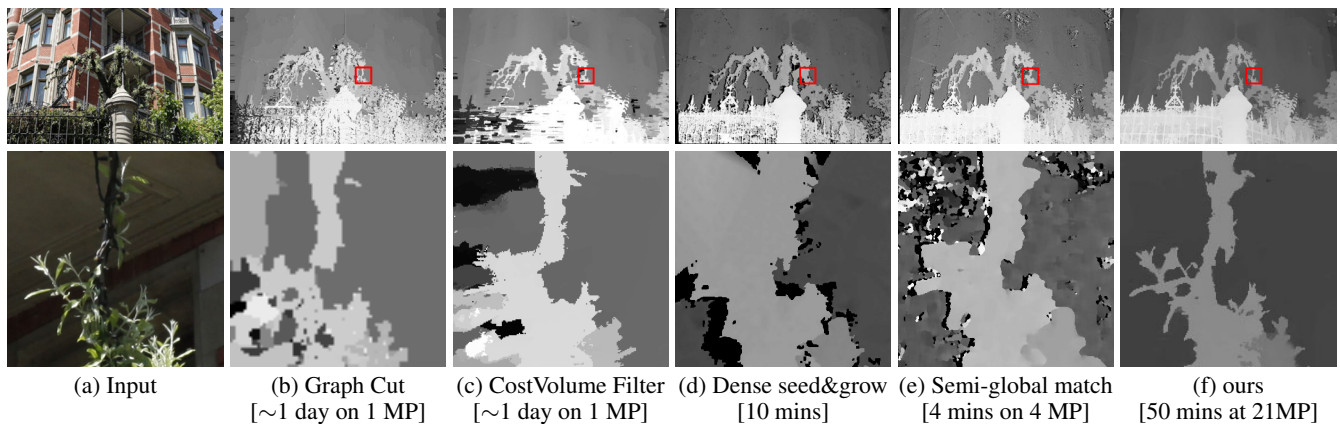 (a) Input
(b) Graph Cut
[∼1 day on 1 MP]
(c) CostVolume Filter
[∼1 day on 1 MP]
(d) Dense seed&grow
[10 mins]
(e) Semi-global match
[4 mins on 4 MP]
(f) ours
[50 mins at 21MP]